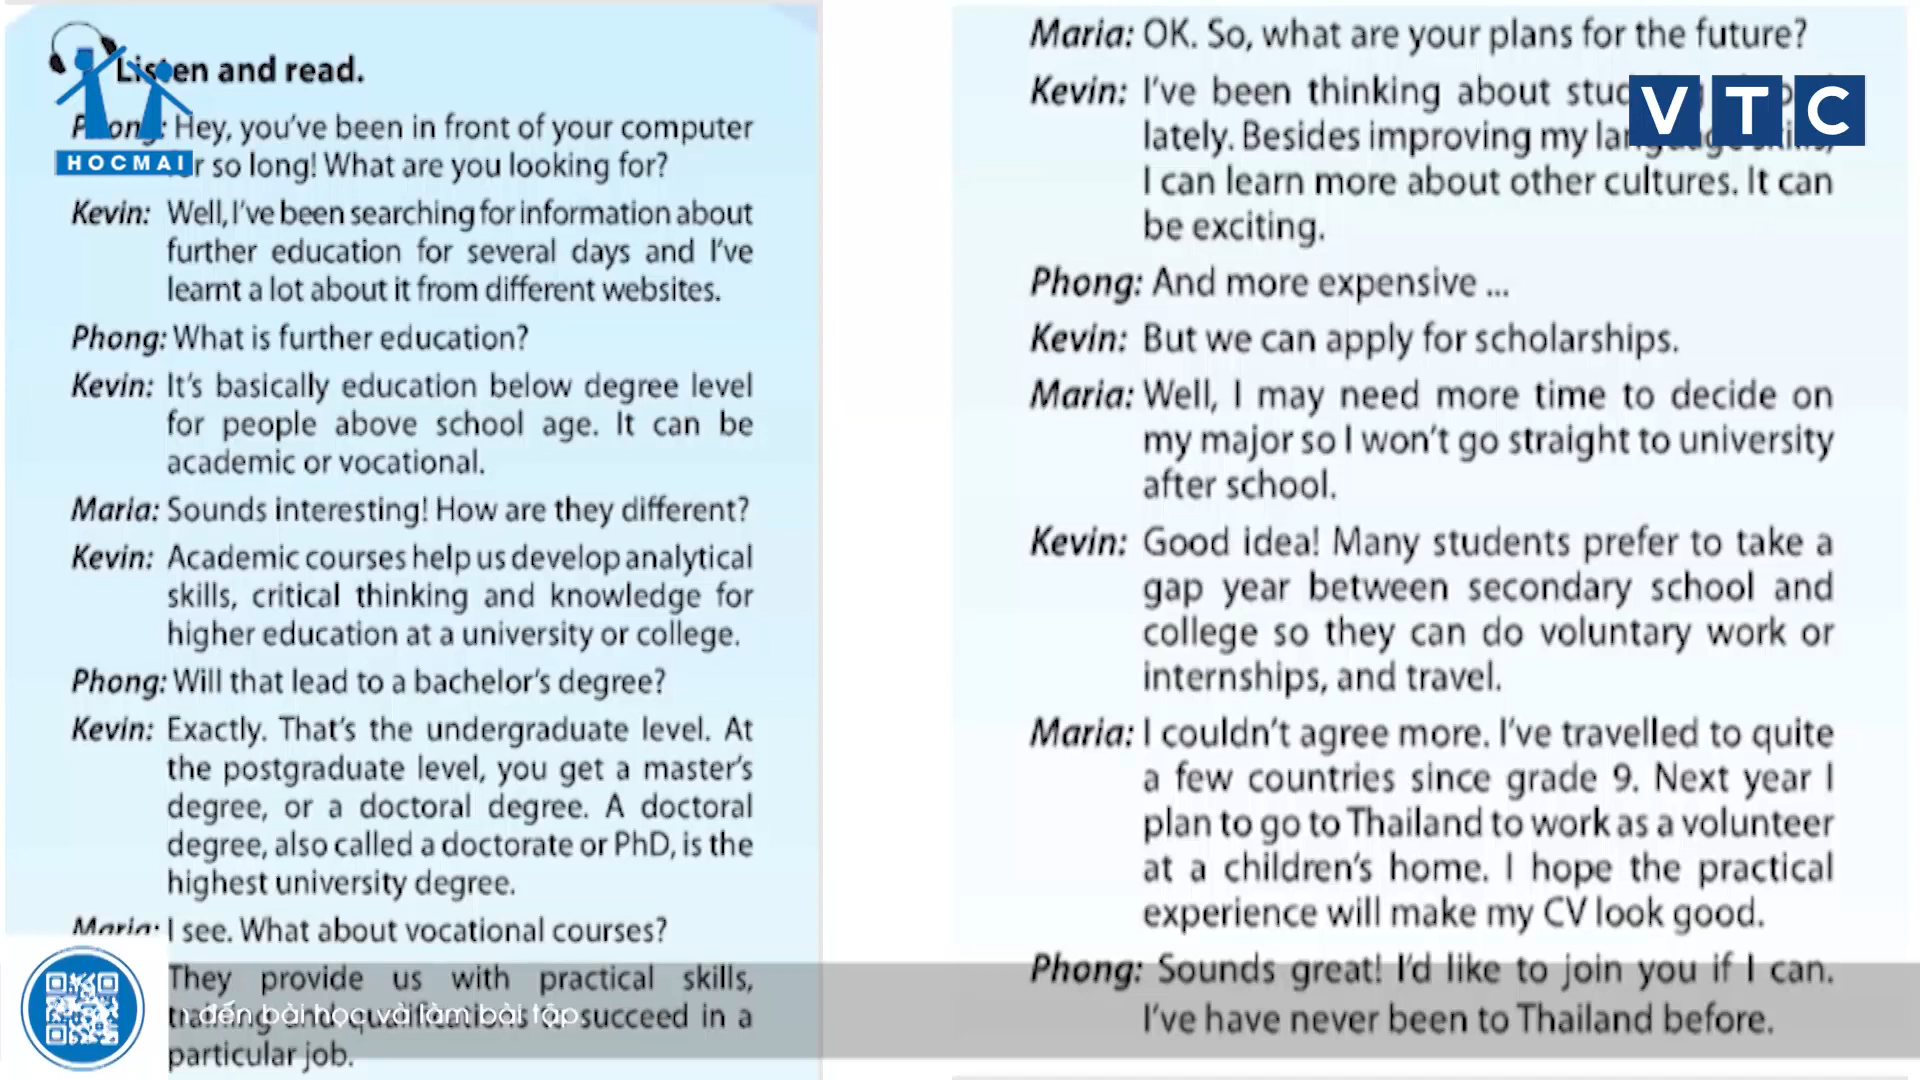 Listen and read.
HOCMAI
Phong: Hey, you've been in front of your computer
for so long! What are you looking for?
Kevin: Well, I've been searching for information about
further education for several days and I've
learnt a lot about it from different websites.
Phong: What is further education?
Kevin: It's basically education below degree level
for people above school age. It can be
academic or vocational.
Maria: Sounds interesting! How are they different?
Kevin: Academic courses help us develop analytical
skills, critical thinking and knowledge for
higher education at a university or college.
Phong: Will that lead to a bachelor's degree?
Kevin: Exactly. That's the undergraduate level. At
the postgraduate level, you get a master's
degree, or a doctoral degree. A doctoral
degree, also called a doctorate or PhD, is the
highest university degree.
Maria: I see. What about vocational courses?
They provide us with practical skills,
training and qualifications to succeed in a
particular job.
đến bài học và làm bài tập.
VTC
Maria: OK. So, what are your plans for the future?
Kevin: I've been thinking about
lately. Besides improving my language skills,
I can learn more about other cultures. It can
be exciting.
Phong: And more expensive ...
Kevin: But we can apply for scholarships.
Maria: Well, I may need more time to decide on
my major so I won't go straight to university
after school.
Kevin: Good idea! Many students prefer to take a
gap year between secondary school and
college so they can do voluntary work or
internships, and travel.
Maria: I couldn't agree more. I've travelled to quite
a few countries since grade 9. Next year I
plan to go to Thailand to work as a volunteer
at a children's home. I hope the practical
experience will make my CV look good.
Phong: Sounds great! I'd like to join you if I can.
I've have never been to Thailand before.